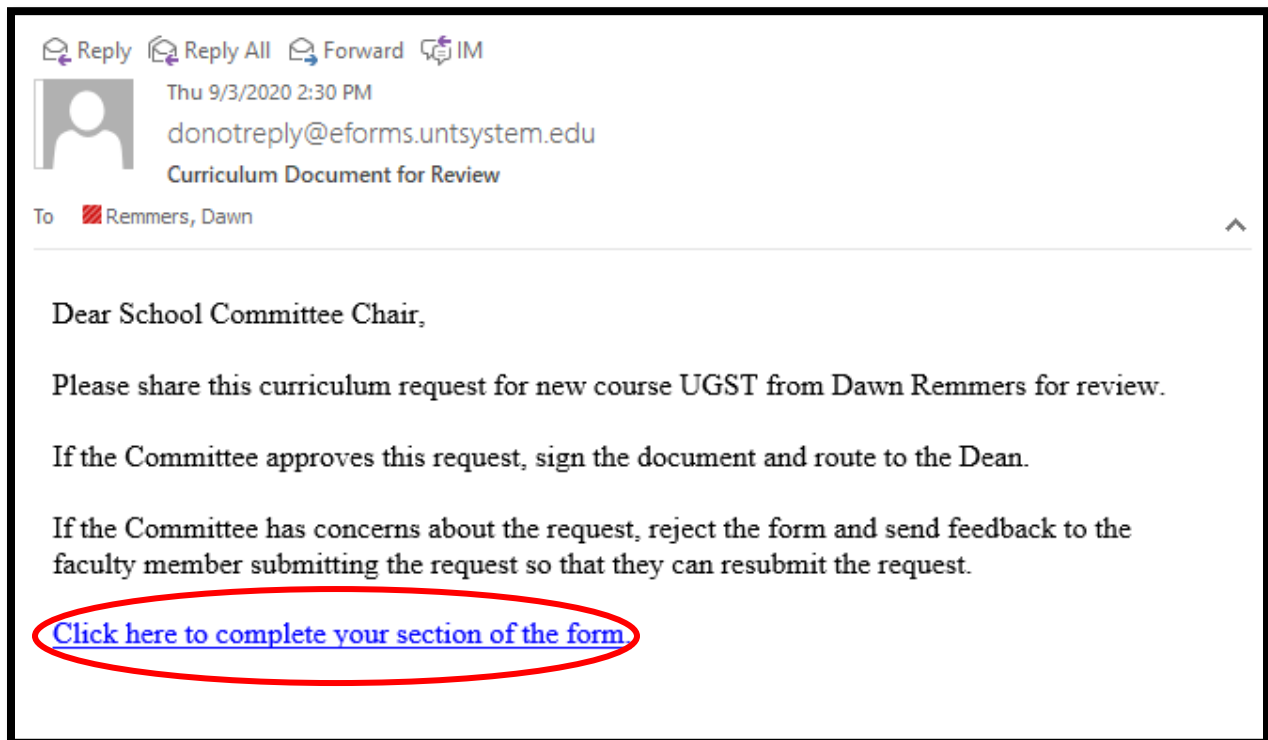 Reply Reply All Forward IM
Thu 9/3/2020 2:30 PM
donotreply@eforms.untsystem.edu
Curriculum Document for Review
To Remmers, Dawn
Dear School Committee Chair,
Please share this curriculum request for new course UGST from Dawn Remmers for review.
If the Committee approves this request, sign the document and route to the Dean.
If the Committee has concerns about the request, reject the form and send feedback to the
faculty member submitting the request so that they can resubmit the request.
Click here to complete your section of the form.